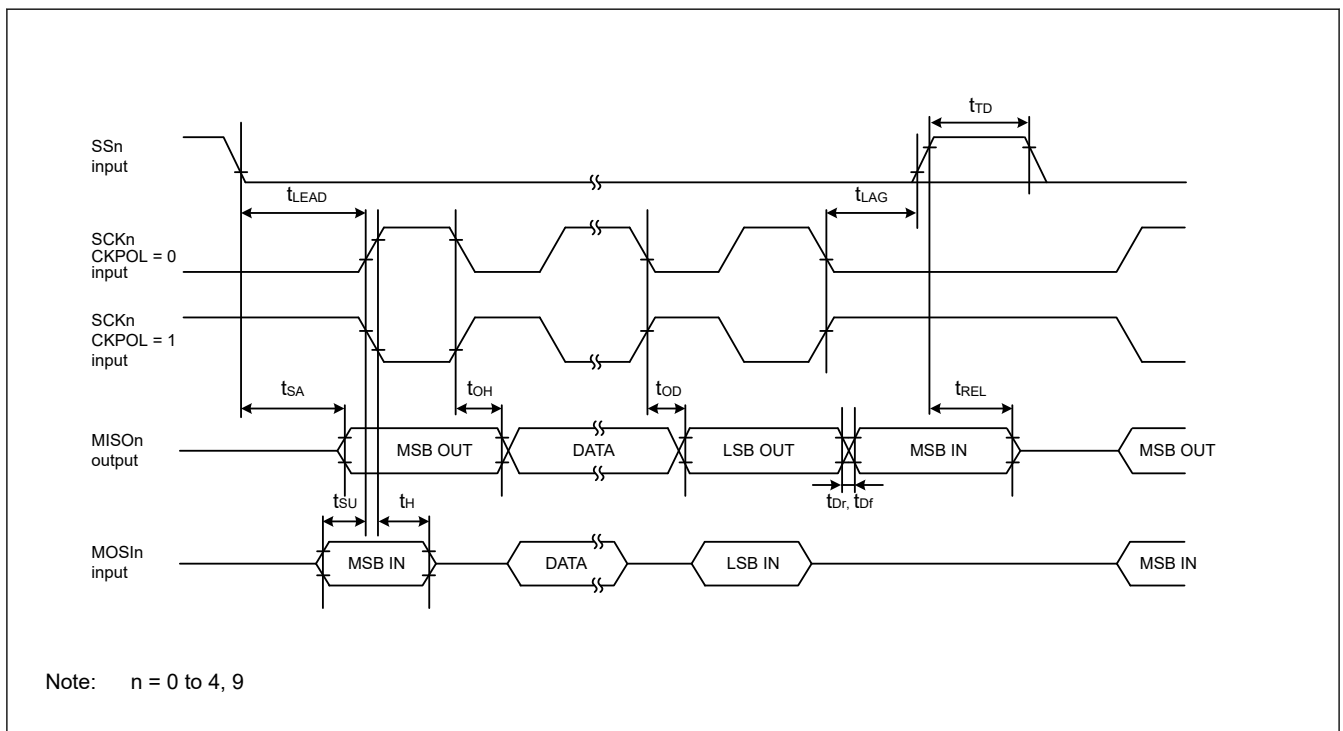 tTD
SSn
input
tLEAD
tLAG
SCKn
CKPOL = 0
input
SCKn
CKPOL = 1
input
tSA
tOH
tOD
tREL
MISOn
output
MSB OUT
DATA
LSB OUT
MSB IN
MSB OUT
tSU
tH
tDr, tDf
MOSIn
input
MSB IN
DATA
LSB IN
MSB IN
Note: n = 0 to 4, 9